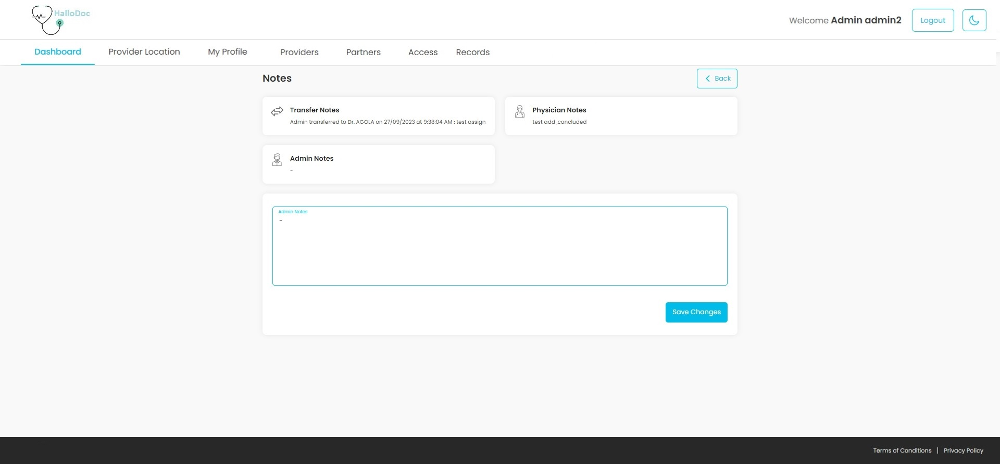 HalloDoc
Welcome Admin admin2
Logout
Dashboard
Provider Location
My Profile
Providers
Partners
Access
Records
Notes
Back
Transfer Notes
Admin transferred to Dr. AGOLA on 27/09/2023 at 9:38:04 AM : test assign
Physician Notes
test add ,concluded
Admin Notes
-
Admin Notes
-
Save Changes
Terms of Conditions | Privacy Policy